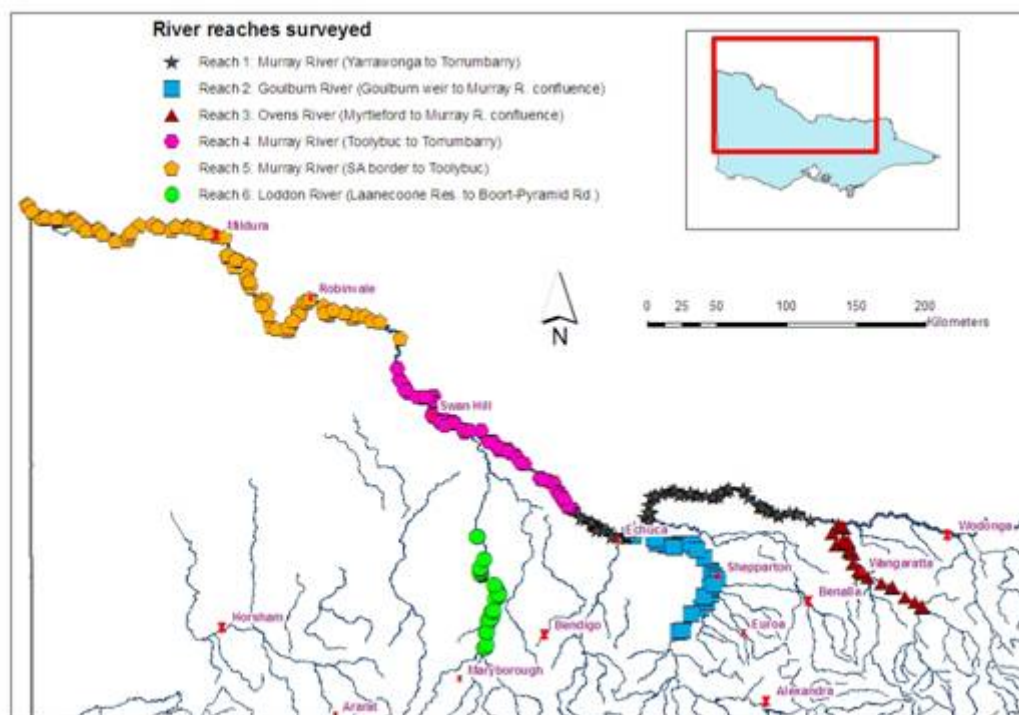 River reaches surveyed
Reach 1: Murray River (Yarrawonga to Torrumbarry)
Reach 2: Goulburn River (Goulburn weir to Murray R. confluence)
Reach 3: Ovens River (Myrtleford to Murray R. confluence)
Reach 4: Murray River (Toolybuc to Torrumbarry)
Reach 5: Murray River (SA border to Toolybuc)
Reach 6: Loddon River (Laanecoone Res. to Boort-Pyramid Rd.)
Mildura
Robinvale
N
0 25 50 100 150 200
Kilometers
Swan Hill
Echuca
Wodonga
Shepparton
Wangaratta
Benalla
Horsham
Bendigo
Euroa
Maryborough
Alexandra
Ararat